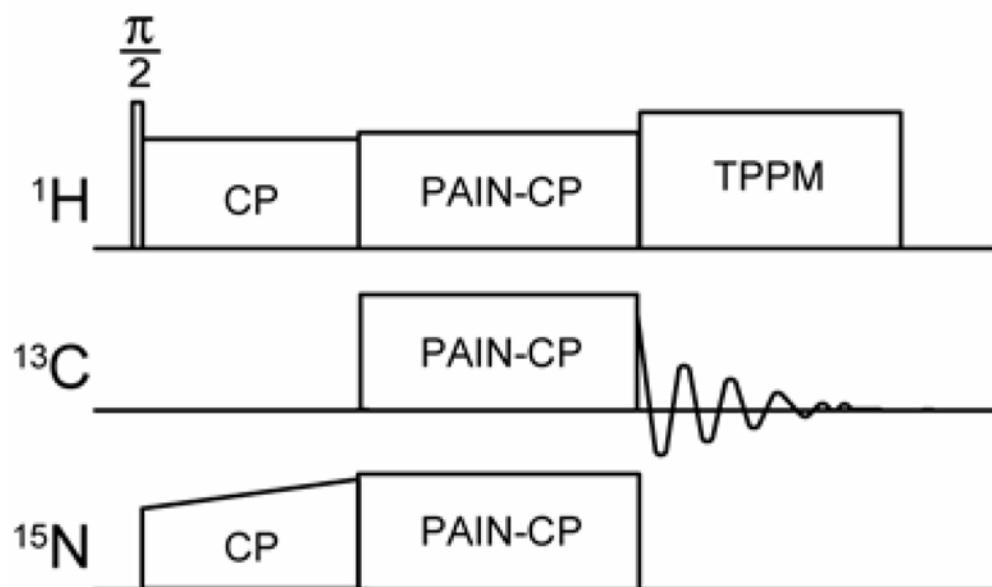 π
2
¹H CP PAIN-CP TPPM
¹³C PAIN-CP
¹⁵N CP PAIN-CP